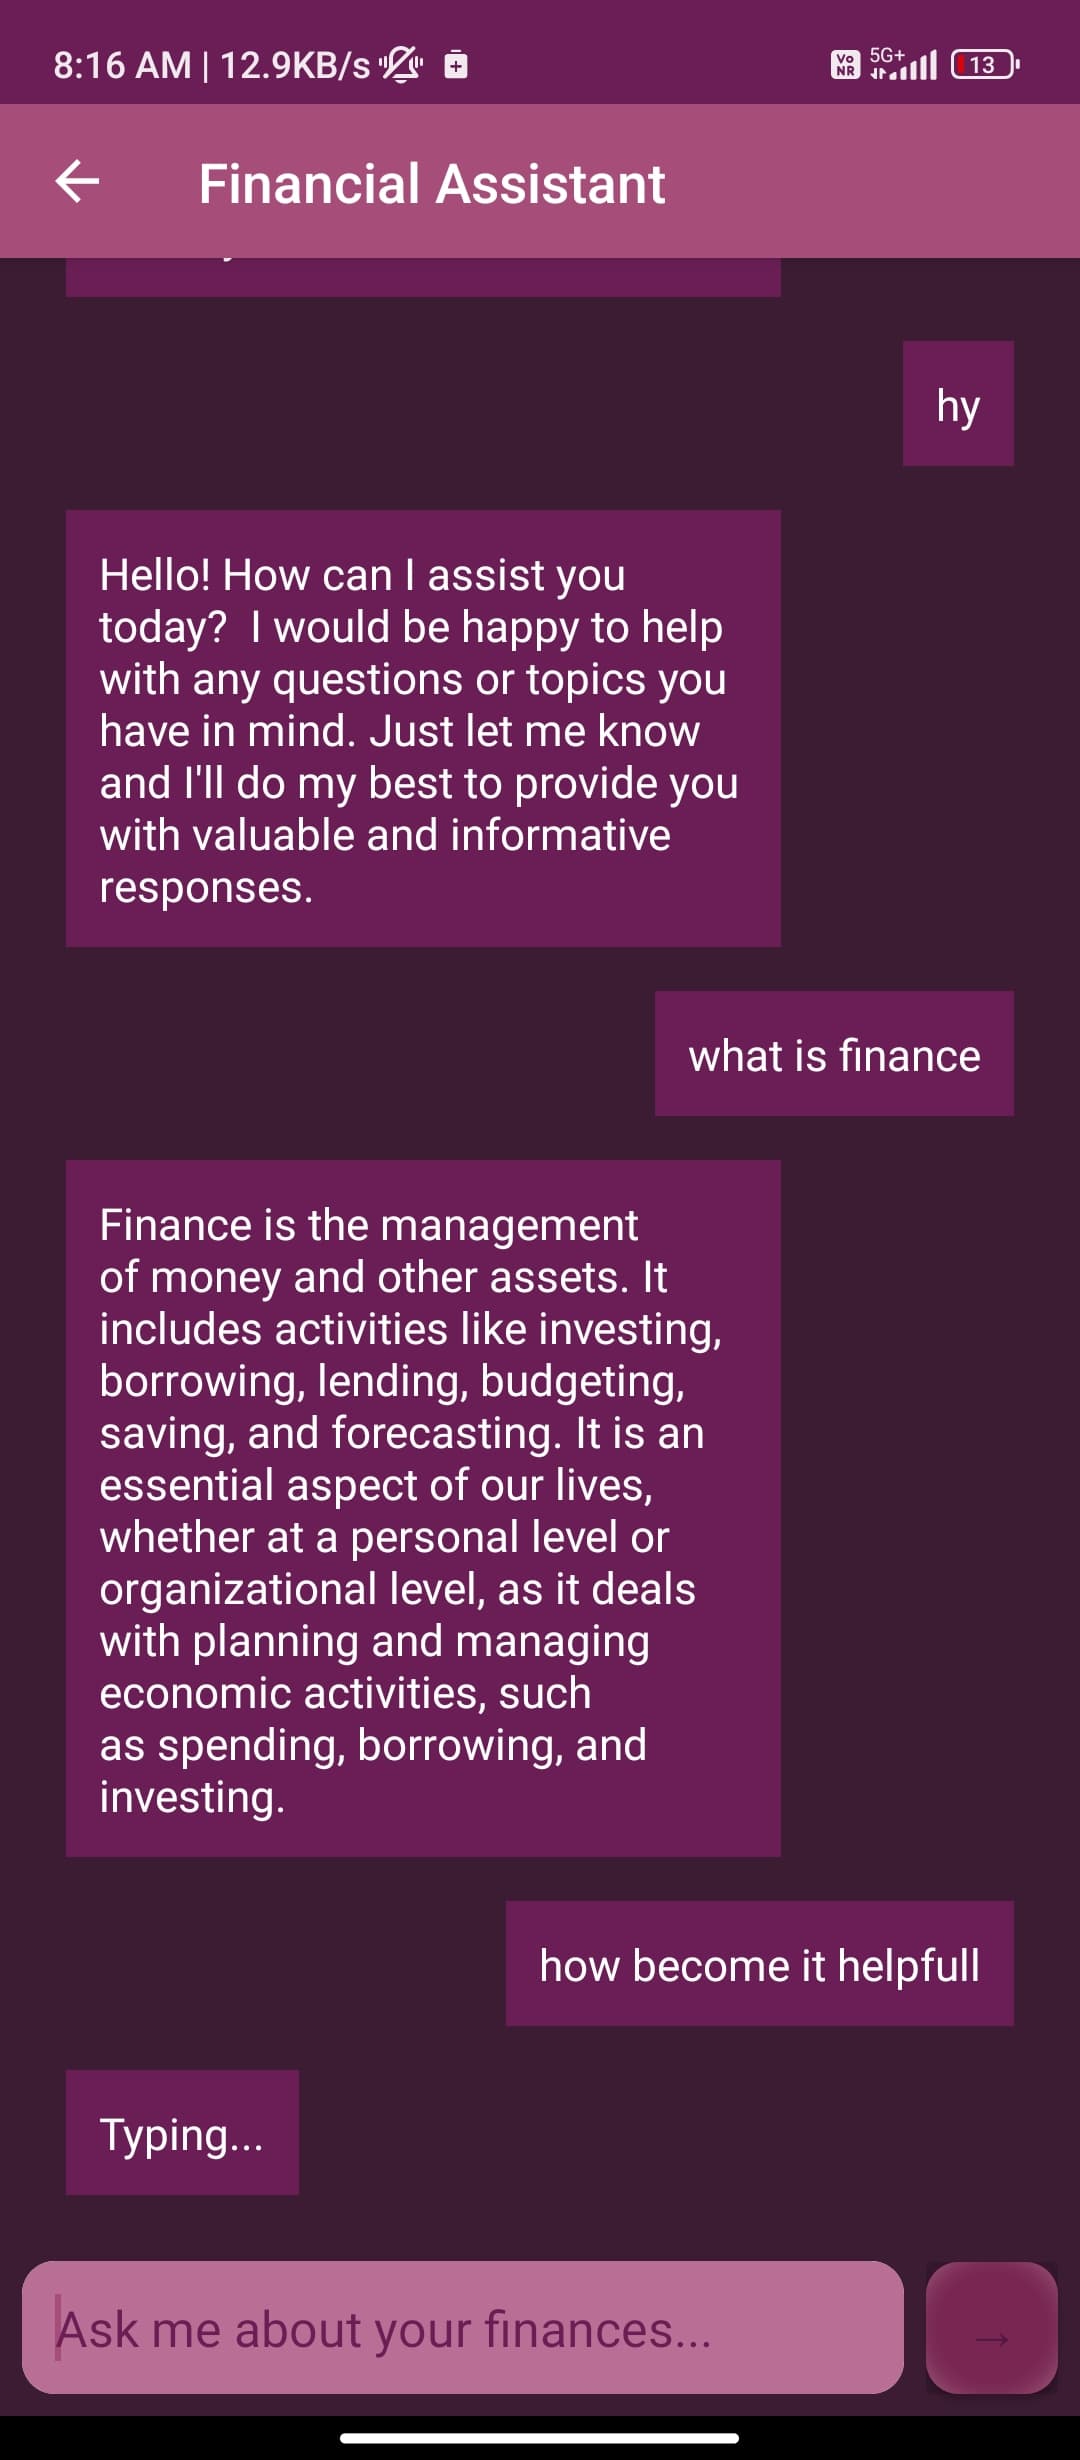 8:16 AM | 12.9KB/s
Vo NR 5G+ 13
Financial Assistant
hy
Hello! How can I assist you
today?  I would be happy to help
with any questions or topics you
have in mind. Just let me know
and I'll do my best to provide you
with valuable and informative
responses.
what is finance
Finance is the management
of money and other assets. It
includes activities like investing,
borrowing, lending, budgeting,
saving, and forecasting. It is an
essential aspect of our lives,
whether at a personal level or
organizational level, as it deals
with planning and managing
economic activities, such
as spending, borrowing, and
investing.
how become it helpfull
Typing...
Ask me about your finances...